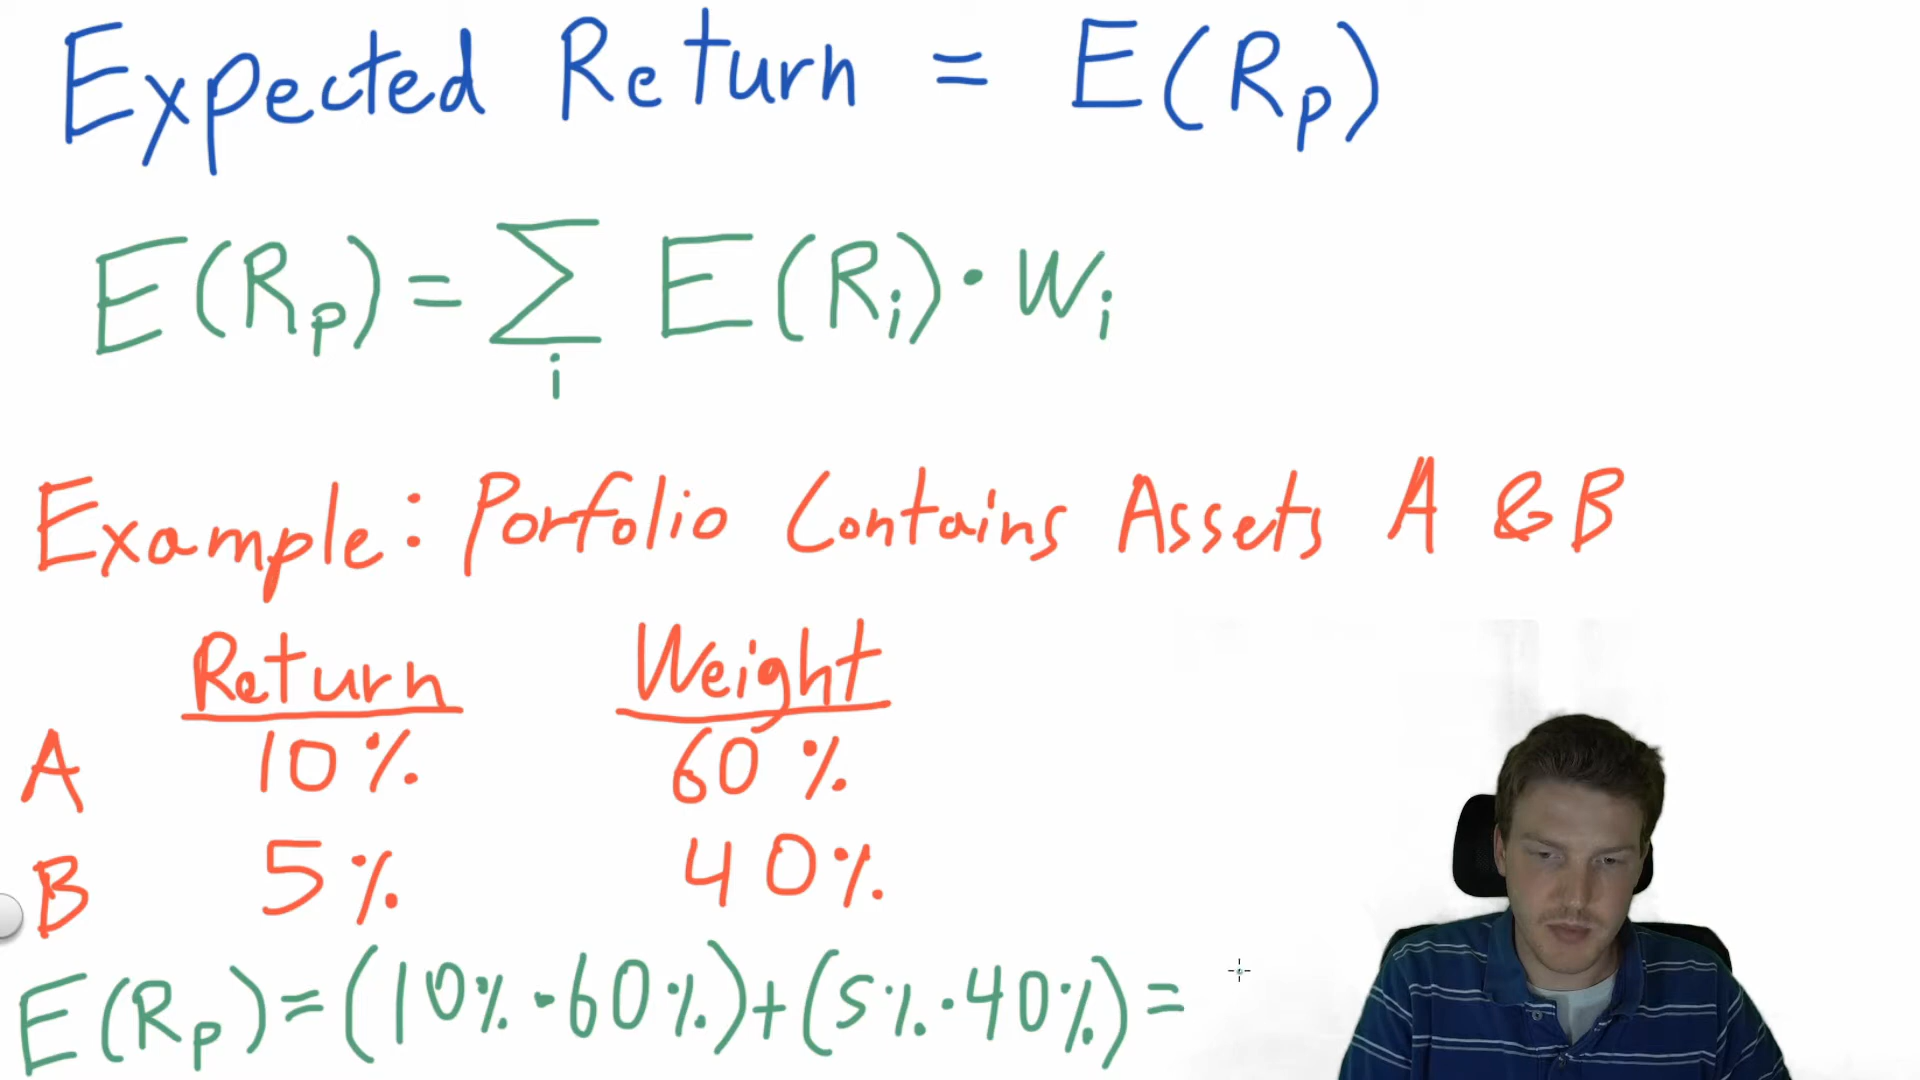 Expected Return = E(Rp)
E(Rp) = Σ E(Ri) · Wi
i
Example: Porfolio Contains Assets A & B
Return Weight
A 10% 60%
B 5% 40%
E(Rp) = (10% · 60%) + (5% · 40%) =